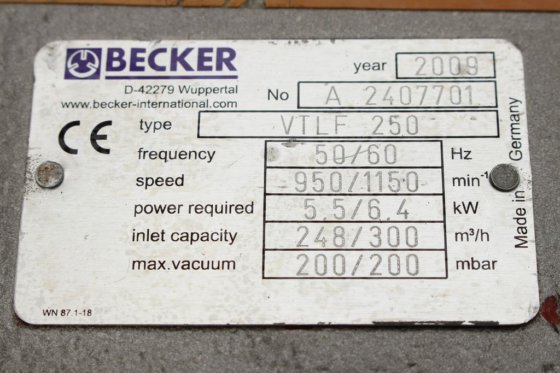 BECKER
D-42279 Wuppertal
www.becker-international.com
year 2009
No A 2407701
CE
type VTLF 250
frequency 50/60 Hz
speed 950/1150 min⁻¹
power required 5.5/6.4 kW
inlet capacity 248/300 m³/h
max.vacuum 200/200 mbar
Made in Germany
WN 87.1-18